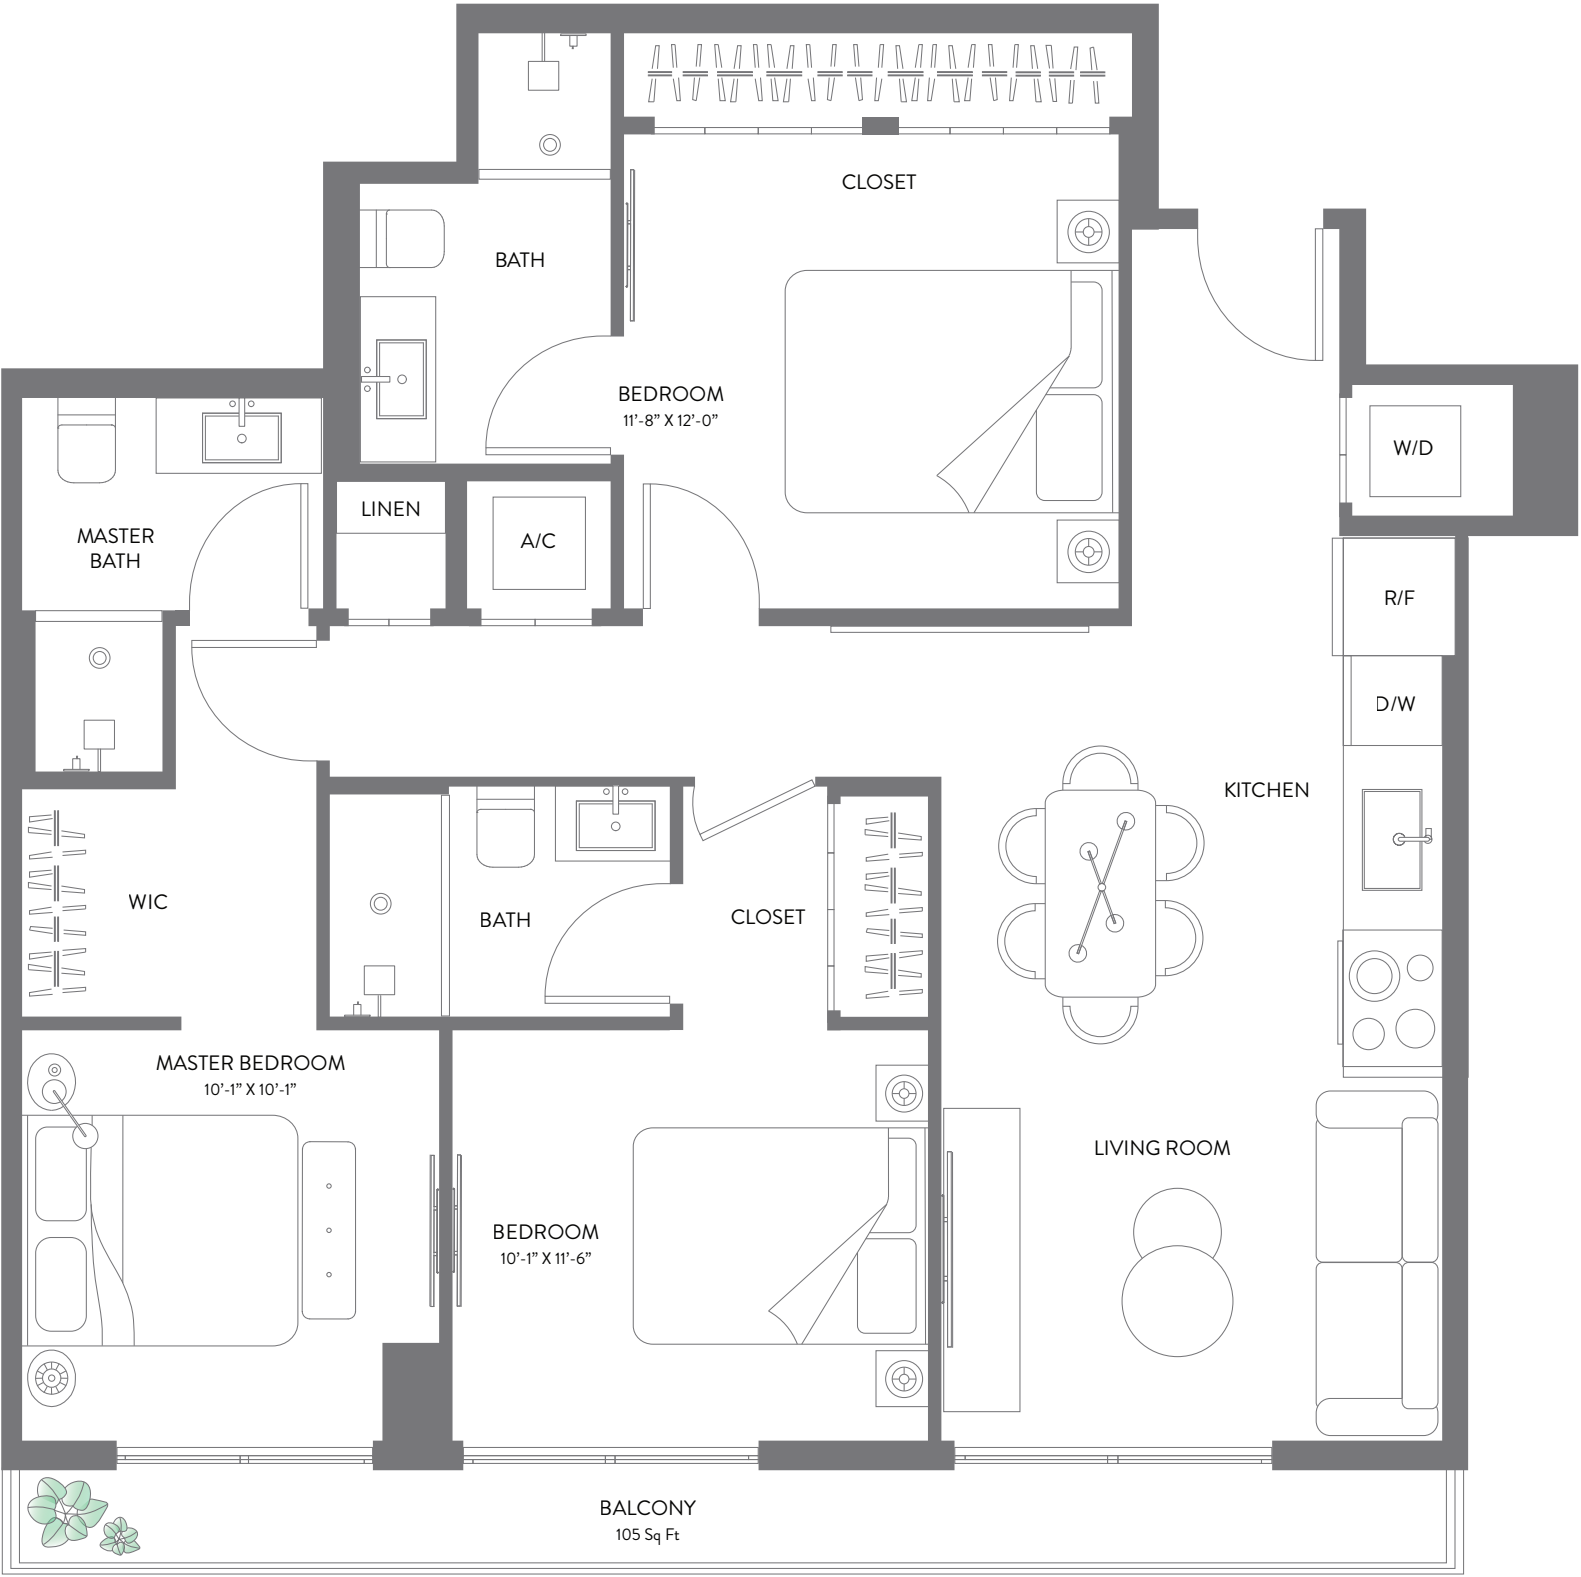 CLOSET
BATH
BEDROOM
11’-8” X 12’-0”
W/D
LINEN
A/C
MASTER
BATH
R/F
D/W
KITCHEN
WIC
BATH
CLOSET
MASTER BEDROOM
10’-1” X 10’-1”
LIVING ROOM
BEDROOM
10’-1” X 11’-6”
BALCONY
105 Sq Ft